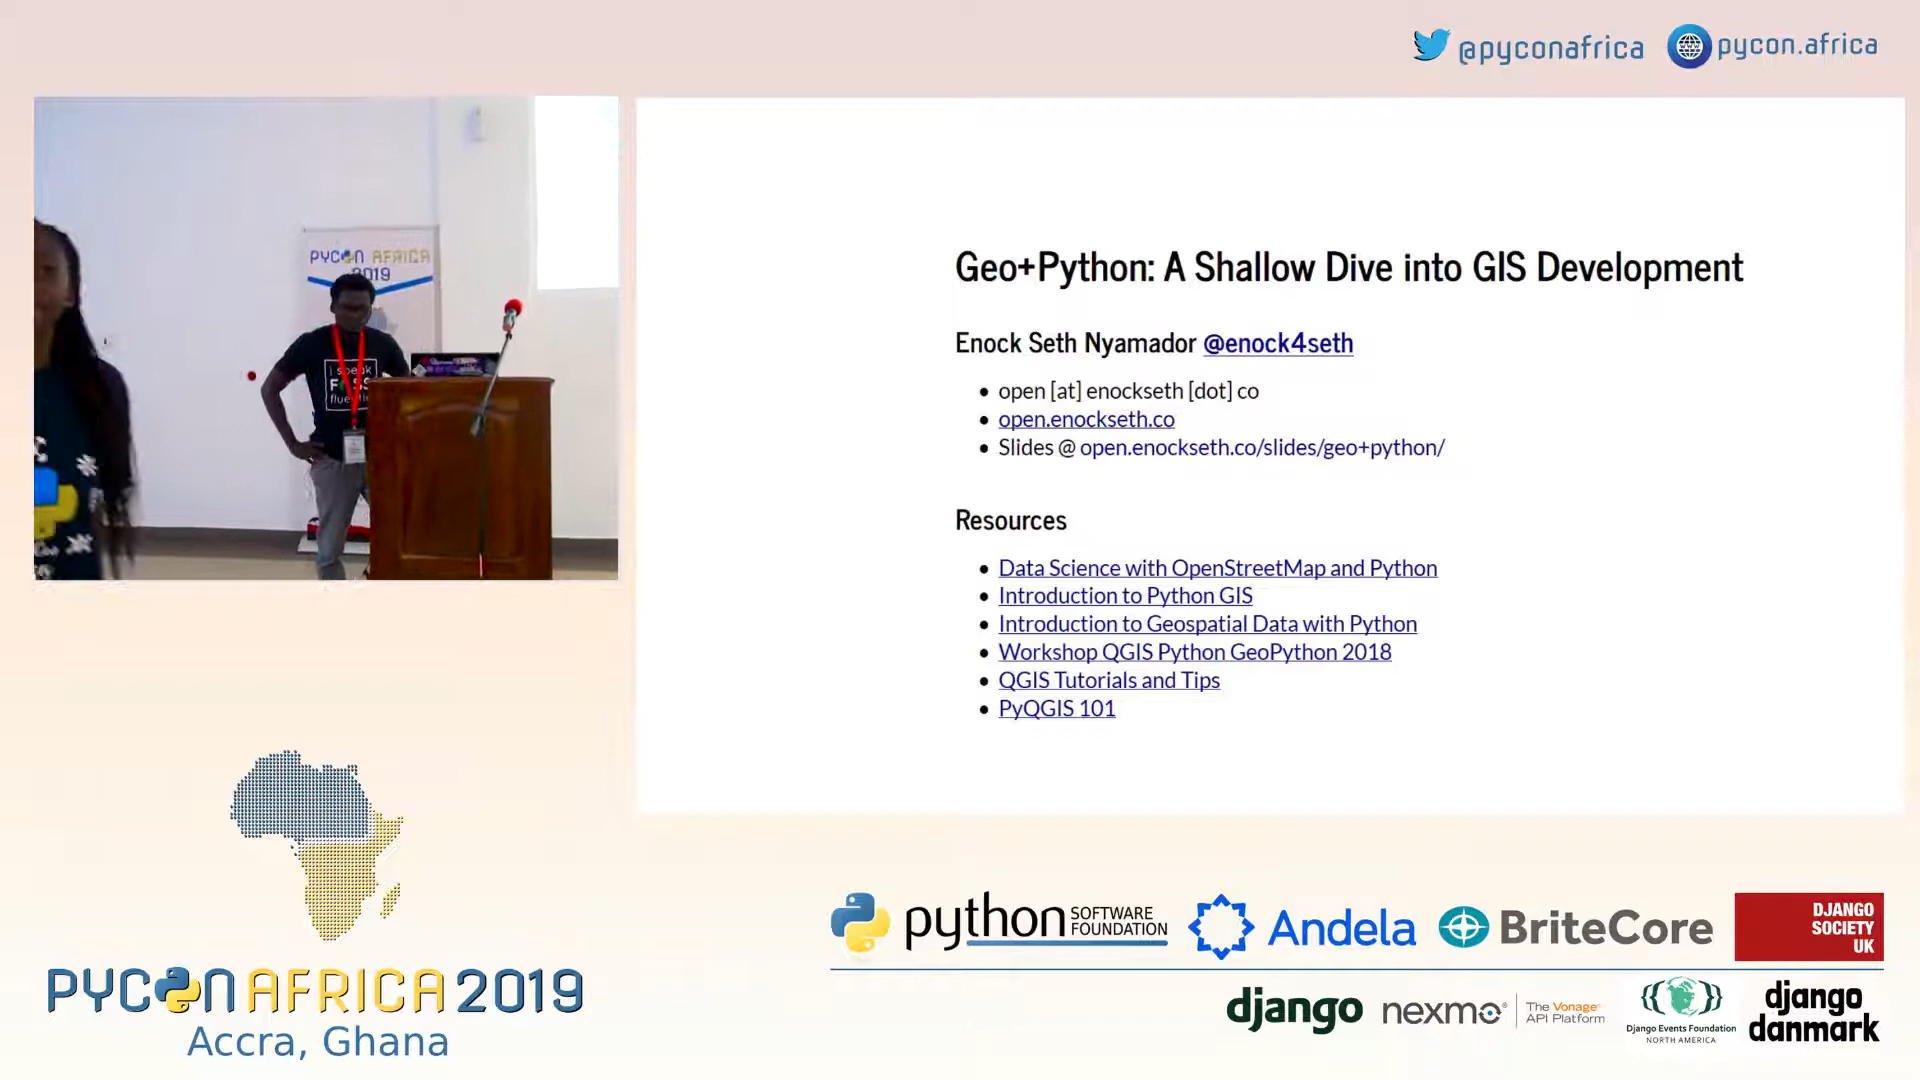 @pyconafrica
pycon.africa
PYCON AFRICA
2019
i speak
FOSS
Geo+Python: A Shallow Dive into GIS Development
Enock Seth Nyamador @enock4seth
open [at] enockseth [dot] co
open.enockseth.co
Slides @ open.enockseth.co/slides/geo+python/
Resources
Data Science with OpenStreetMap and Python
Introduction to Python GIS
Introduction to Geospatial Data with Python
Workshop QGIS Python GeoPython 2018
QGIS Tutorials and Tips
PyQGIS 101
PYCON AFRICA 2019
Accra, Ghana
python SOFTWARE FOUNDATION
Andela
BriteCore
DJANGO
SOCIETY
UK
django
nexmo
The Vonage®
API Platform
Django Events Foundation
NORTH AMERICA
django
danmark